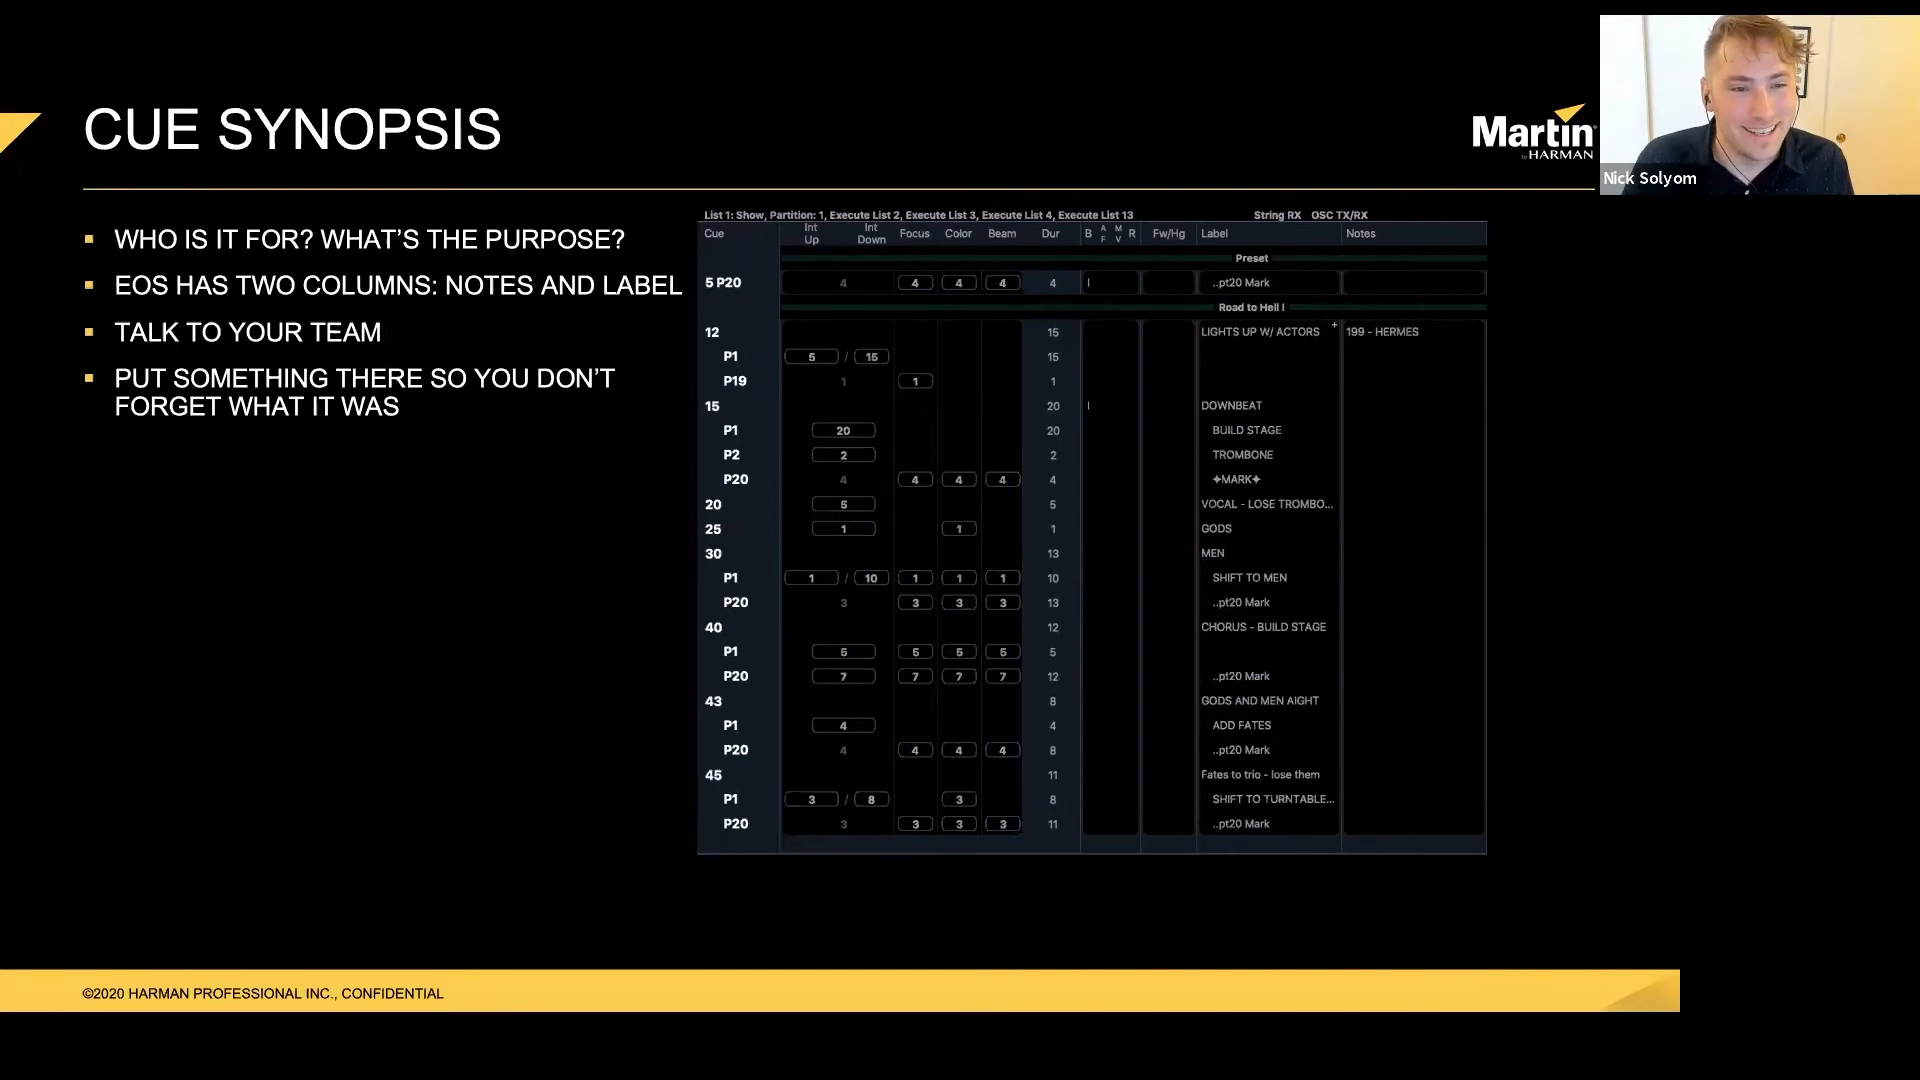 CUE SYNOPSIS
Martin
by HARMAN
Nick Solyom
▪ WHO IS IT FOR? WHAT'S THE PURPOSE?
▪ EOS HAS TWO COLUMNS: NOTES AND LABEL
▪ TALK TO YOUR TEAM
▪ PUT SOMETHING THERE SO YOU DON'T
FORGET WHAT IT WAS
List 1: Show, Partition: 1, Execute List 2, Execute List 3, Execute List 4, Execute List 13 String RX OSC TX/RX
Cue Int Up Int Down Focus Color Beam Dur B A F M V R Fw/Hg Label Notes
Preset
5 P20 4 4 4 4 4 I ..pt20 Mark
Road to Hell I
12 15 LIGHTS UP W/ ACTORS + 199 - HERMES
P1 5 / 15 15
P19 1 1 1
15 20 I DOWNBEAT
P1 20 20 BUILD STAGE
P2 2 2 TROMBONE
P20 4 4 4 4 4 ✦MARK✦
20 5 5 VOCAL - LOSE TROMBO...
25 1 1 1 GODS
30 13 MEN
P1 1 / 10 1 1 1 10 SHIFT TO MEN
P20 3 3 3 3 13 ..pt20 Mark
40 12 CHORUS - BUILD STAGE
P1 5 5 5 5 5
P20 7 7 7 7 12 ..pt20 Mark
43 8 GODS AND MEN AIGHT
P1 4 4 ADD FATES
P20 4 4 4 4 8 ..pt20 Mark
45 11 Fates to trio - lose them
P1 3 / 8 3 8 SHIFT TO TURNTABLE...
P20 3 3 3 3 11 ..pt20 Mark
©2020 HARMAN PROFESSIONAL INC., CONFIDENTIAL